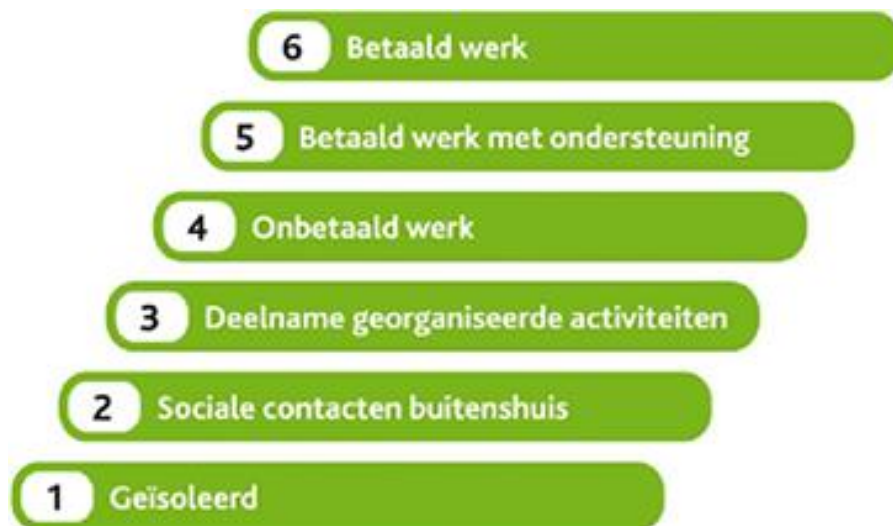 6 Betaald werk
5 Betaald werk met ondersteuning
4 Onbetaald werk
3 Deelname georganiseerde activiteiten
2 Sociale contacten buitenshuis
1 Geïsoleerd